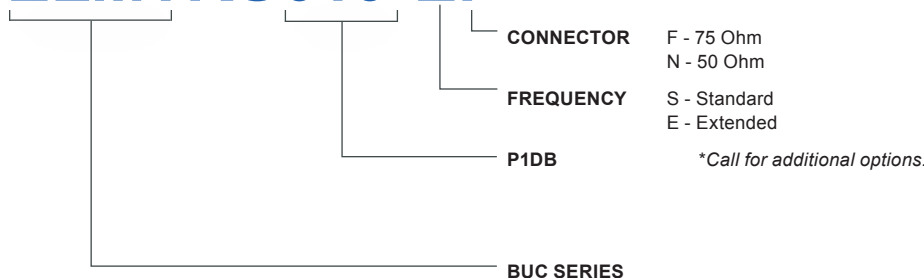 CONNECTOR F - 75 Ohm
N - 50 Ohm
FREQUENCY S - Standard
E - Extended
P1DB *Call for additional options.
BUC SERIES